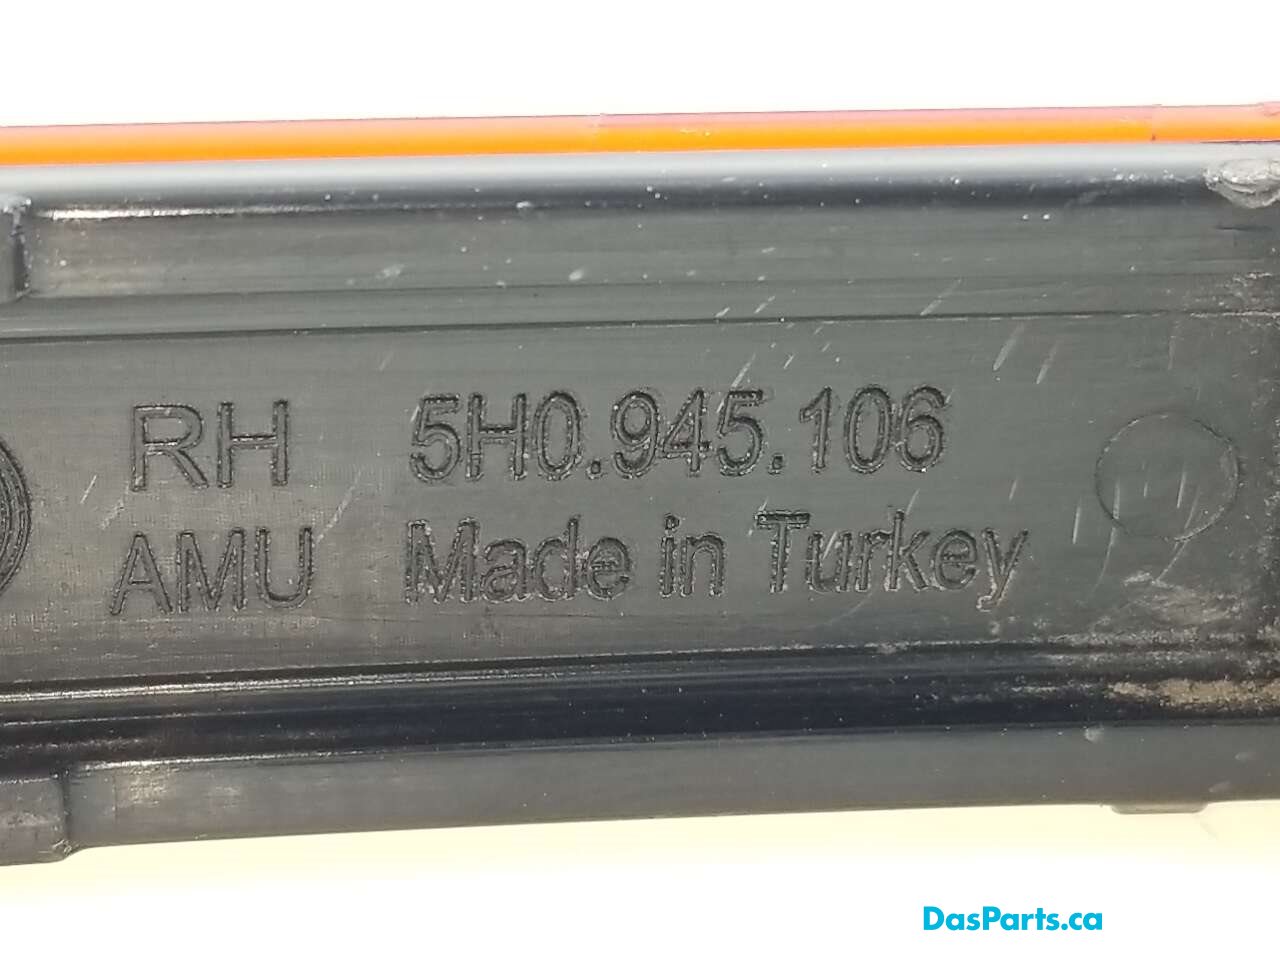 RH 5H0.945.106
AMU Made in Turkey
DasParts.ca